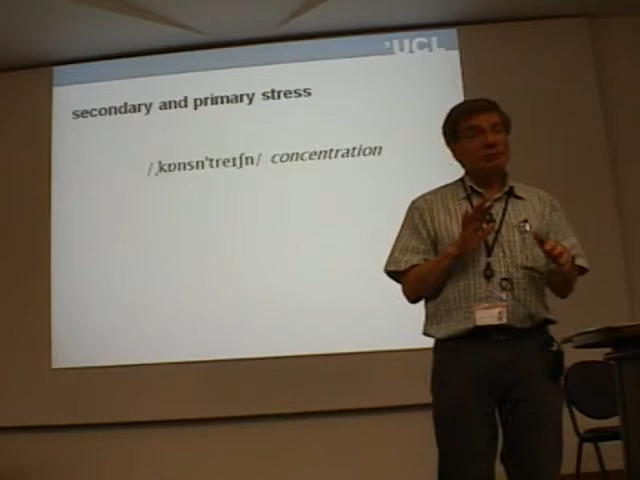 UCL
secondary and primary stress
/ˌkɒnsnˈtreɪʃn/ concentration